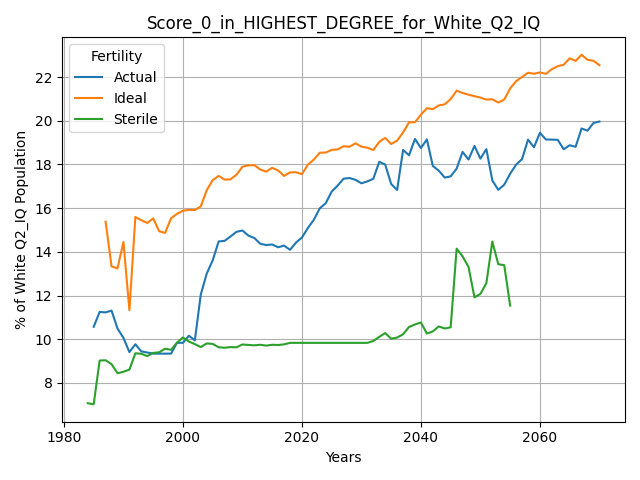 Score_0_in_HIGHEST_DEGREE_for_White_Q2_IQ
Fertility
Actual
Ideal
Sterile
% of White Q2_IQ Population
22
20
18
16
14
12
10
8
1980
2000
2020
2040
2060
Years